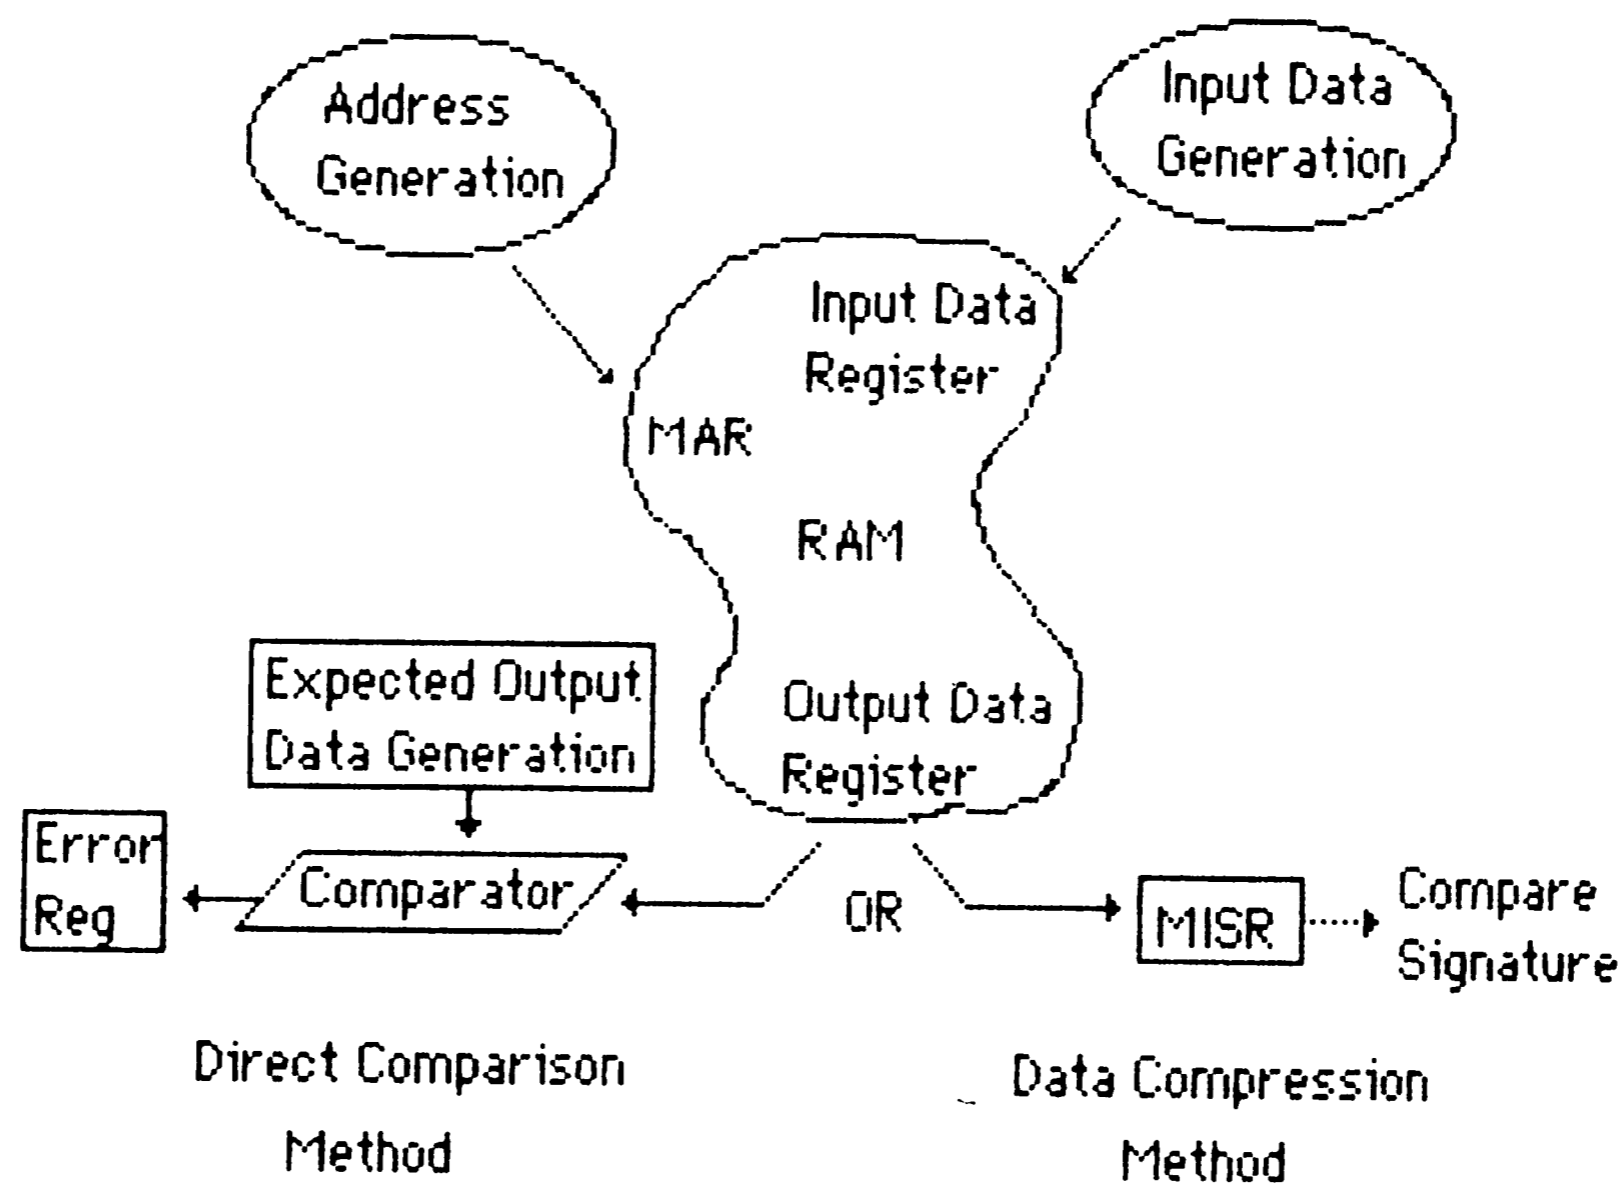 Address
Generation
Input Data
Generation
Input Data
Register
MAR
RAM
Output Data
Register
Expected Output
Data Generation
Error
Reg
Comparator
OR
MISR
Compare
Signature
Direct Comparison
Method
Data Compression
Method